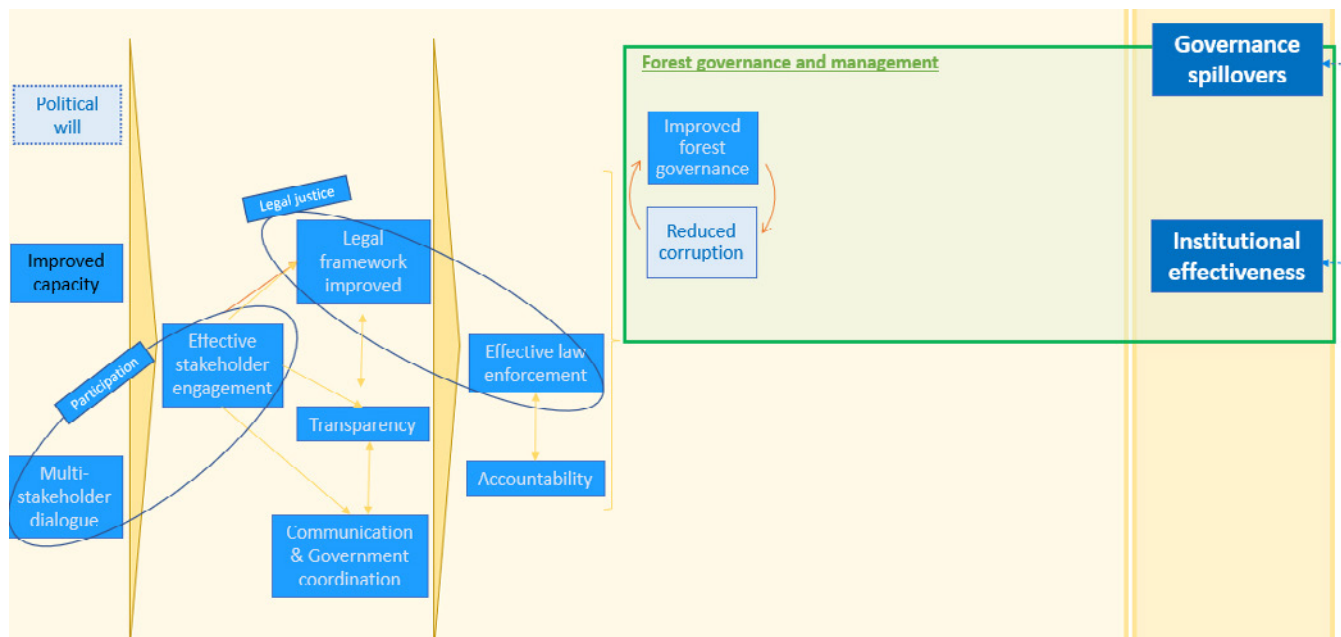 Political
will
Improved
capacity
Multi-
stakeholder
dialogue
Participation
Effective
stakeholder
engagement
Legal justice
Legal
framework
improved
Transparency
Communication
& Government
coordination
Effective law
enforcement
Accountability
Forest governance and management
Improved
forest
governance
Reduced
corruption
Governance
spillovers
Institutional
effectiveness